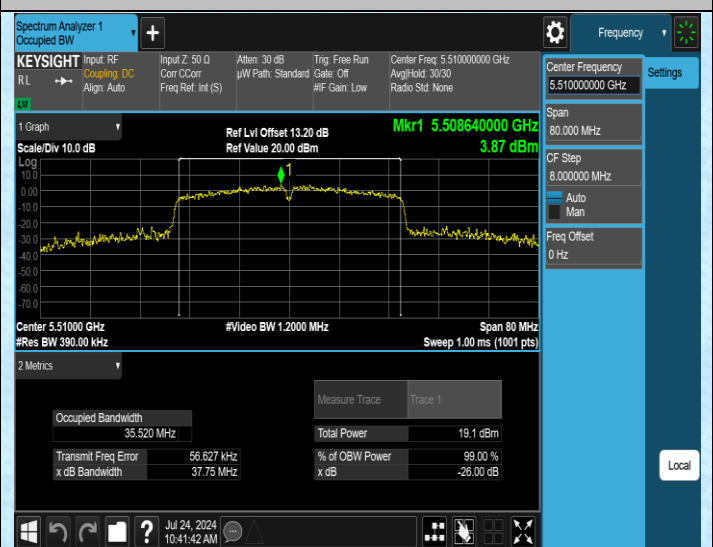 Spectrum Analyzer 1
Occupied BW
Frequency
KEYSIGHT
Input: RF
Coupling: DC
Align: Auto
Input Z: 50 Ω
Corr CCorr
Freq Ref: Int (S)
Atten: 30 dB
µW Path: Standard
Trig: Free Run
Gate: Off
#IF Gain: Low
Center Freq: 5.510000000 GHz
Avg|Hold: 30/30
Radio Std: None
RL
LXI
1 Graph
Scale/Div 10.0 dB
Ref Lvl Offset 13.20 dB
Ref Value 20.00 dBm
Mkr1 5.508640000 GHz
3.87 dBm
Log
10.0
0.00
-10.0
-20.0
-30.0
-40.0
-50.0
-60.0
-70.0
1
Center 5.51000 GHz
#Res BW 390.00 kHz
#Video BW 1.2000 MHz
Span 80 MHz
Sweep 1.00 ms (1001 pts)
2 Metrics
Measure Trace
Trace 1
Occupied Bandwidth
35.520 MHz
Total Power
19.1 dBm
Transmit Freq Error
56.627 kHz
% of OBW Power
99.00 %
x dB Bandwidth
37.75 MHz
x dB
-26.00 dB
Center Frequency
5.510000000 GHz
Settings
Span
80.000 MHz
CF Step
8.000000 MHz
Auto
Man
Freq Offset
0 Hz
Local
?
Jul 24, 2024
10:41:42 AM